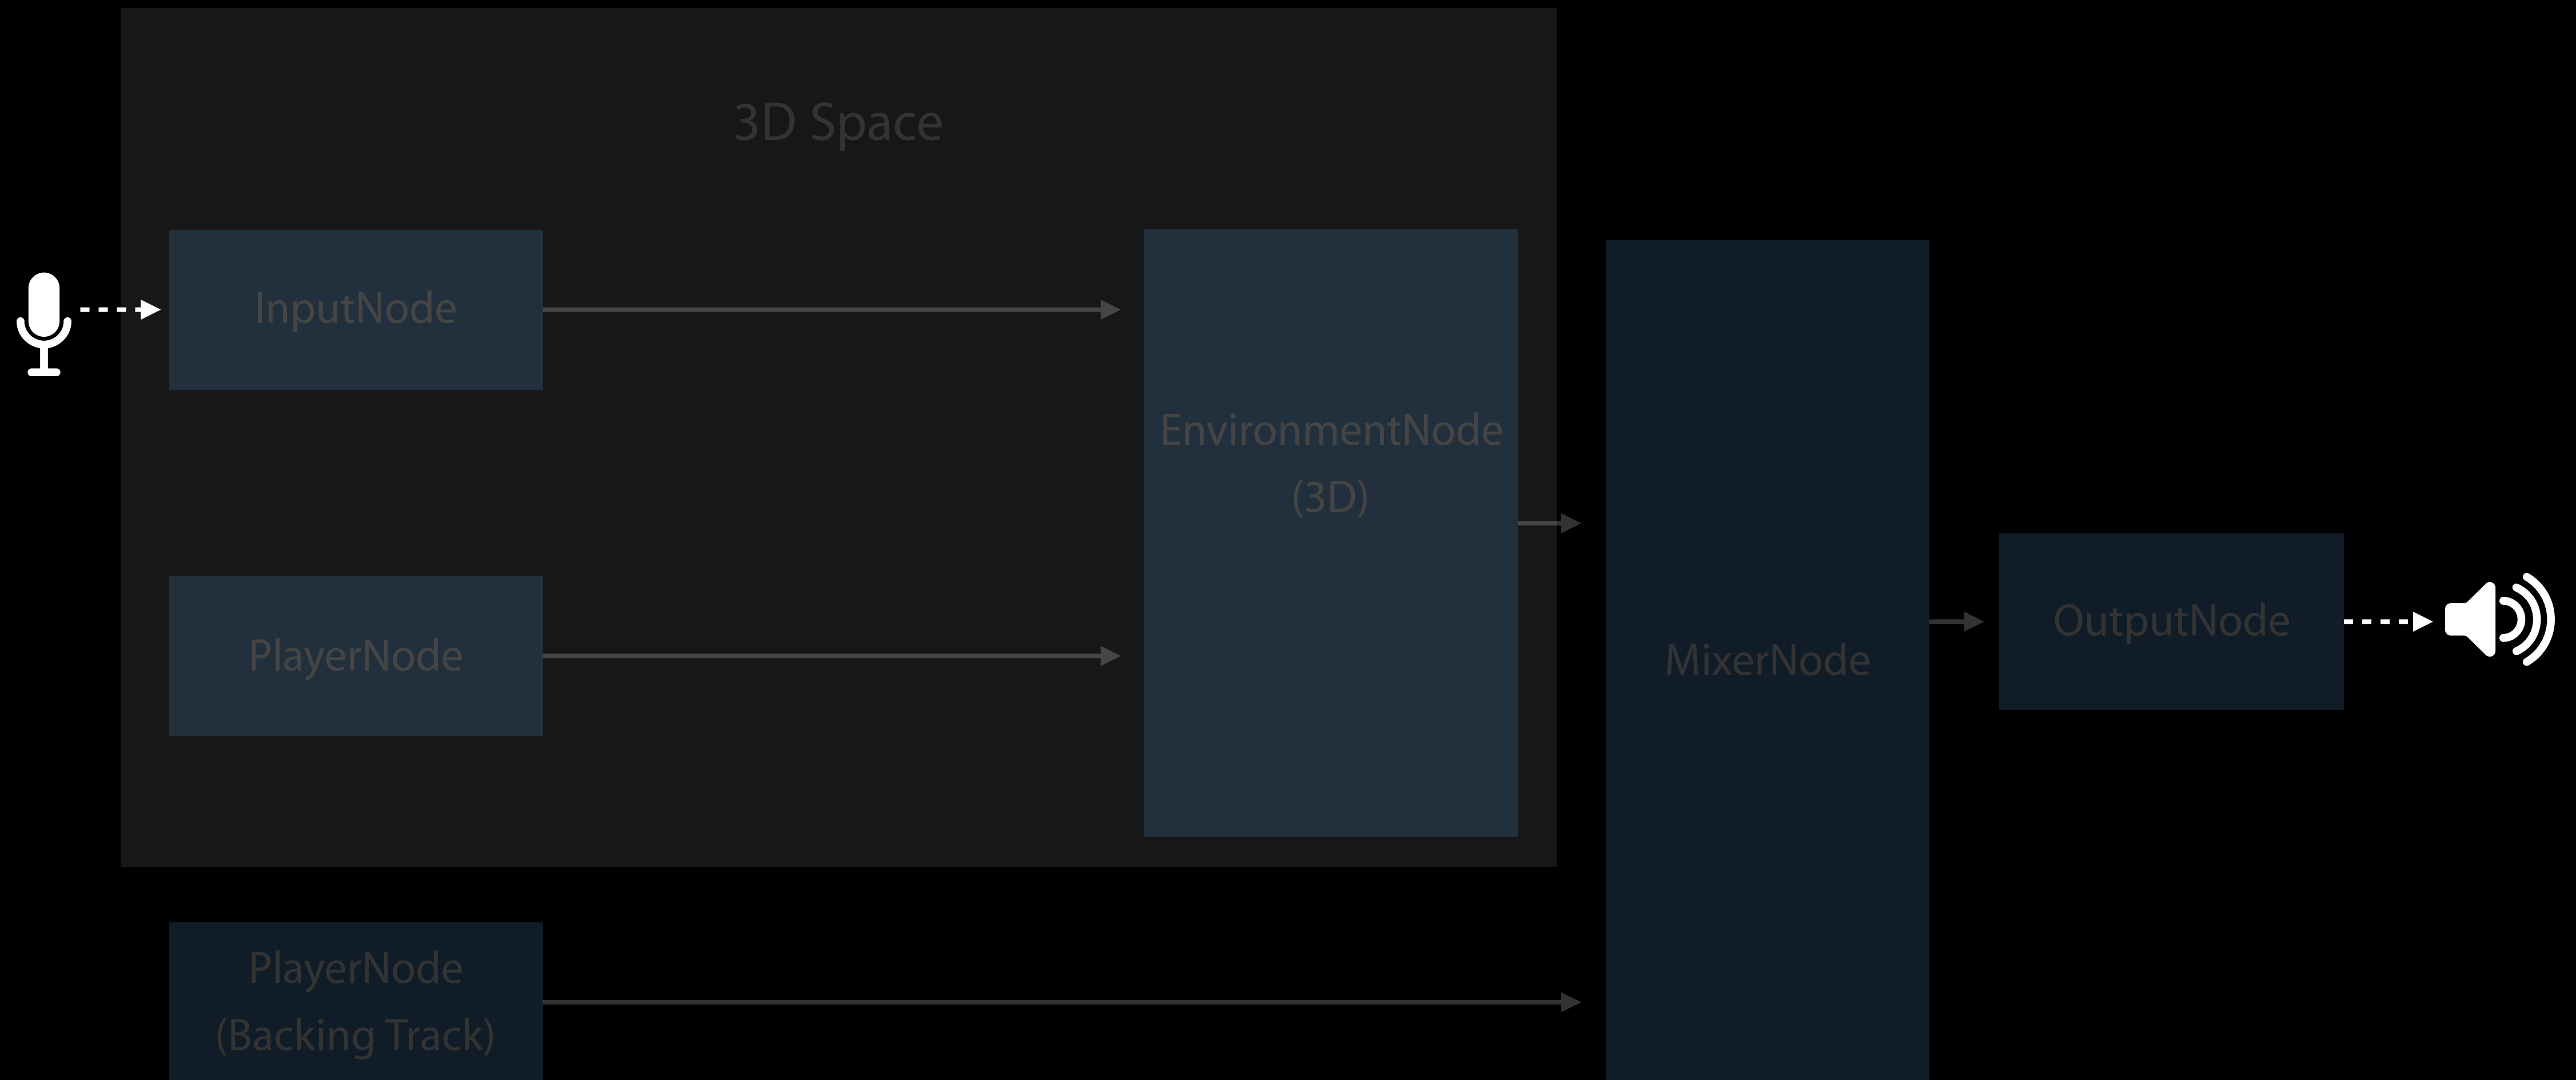 3D Space
InputNode
EnvironmentNode
(3D)
PlayerNode
MixerNode
OutputNode
PlayerNode
(Backing Track)